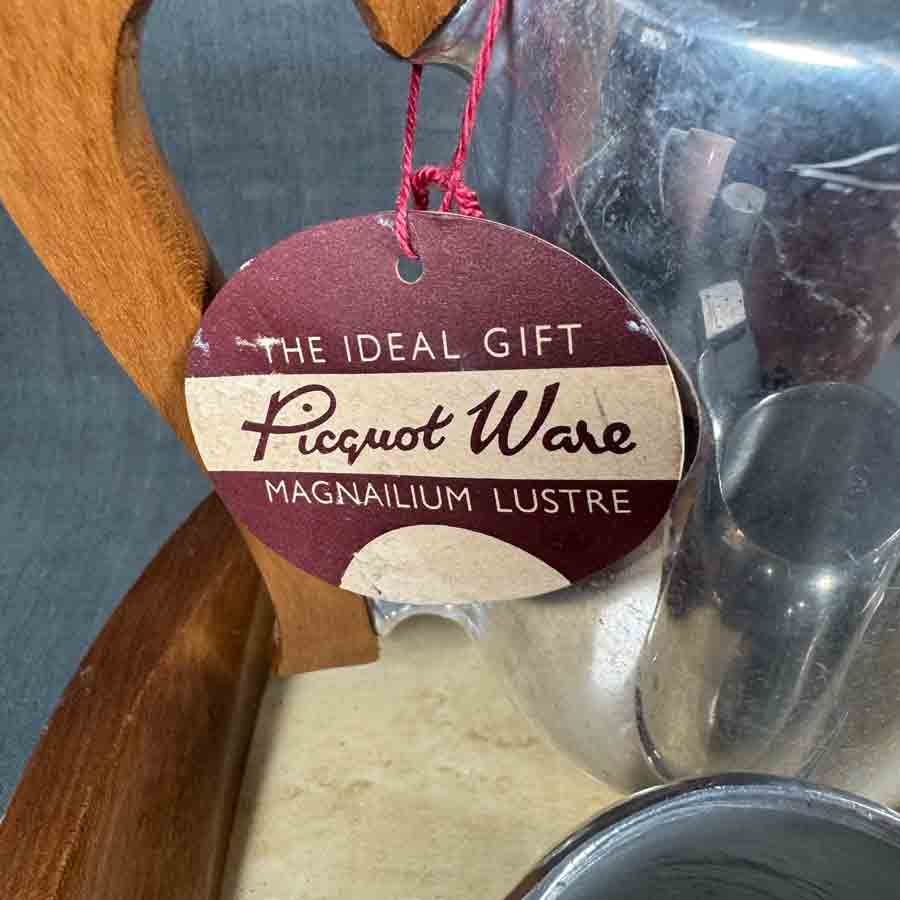 THE IDEAL GIFT
Picquot Ware
MAGNAILIUM LUSTRE